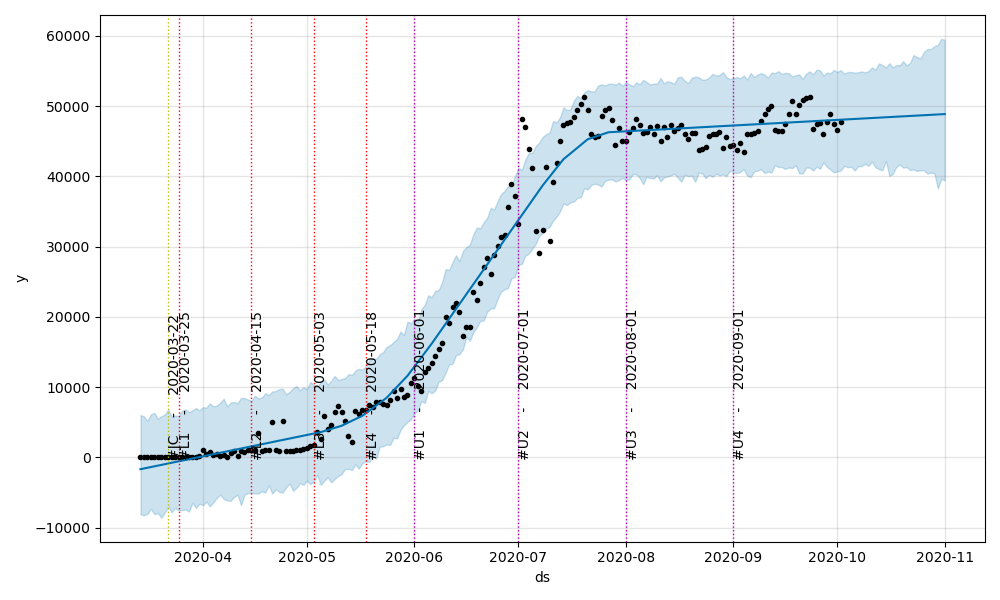 60000
50000
40000
30000
20000
10000
0
−10000
y
#JC - 2020-03-22
#L1 - 2020-03-25
#L2 - 2020-04-15
#L3 - 2020-05-03
#L4 - 2020-05-18
#U1 - 2020-06-01
#U2 - 2020-07-01
#U3 - 2020-08-01
#U4 - 2020-09-01
2020-04 2020-05 2020-06 2020-07 2020-08 2020-09 2020-10 2020-11
ds